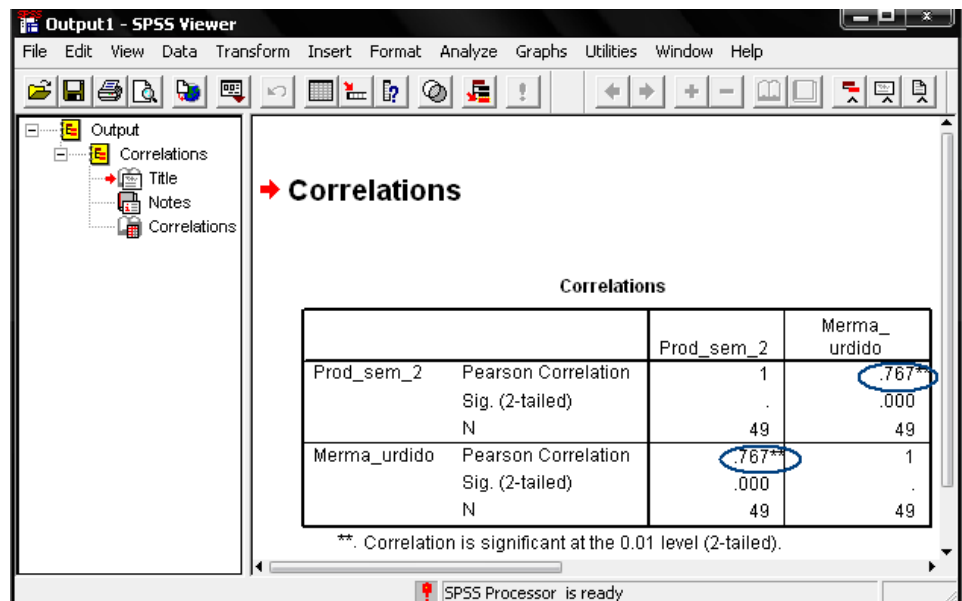 SPSS
Output1 - SPSS Viewer
File Edit View Data Transform Insert Format Analyze Graphs Utilities Window Help
Output
Correlations
Title
Notes
Correlations
Correlations
Correlations
Prod_sem_2 Merma_
urdido
Prod_sem_2 Pearson Correlation 1 .767**
Sig. (2-tailed) . .000
N 49 49
Merma_urdido Pearson Correlation .767** 1
Sig. (2-tailed) .000 .
N 49 49
**. Correlation is significant at the 0.01 level (2-tailed).
SPSS Processor is ready